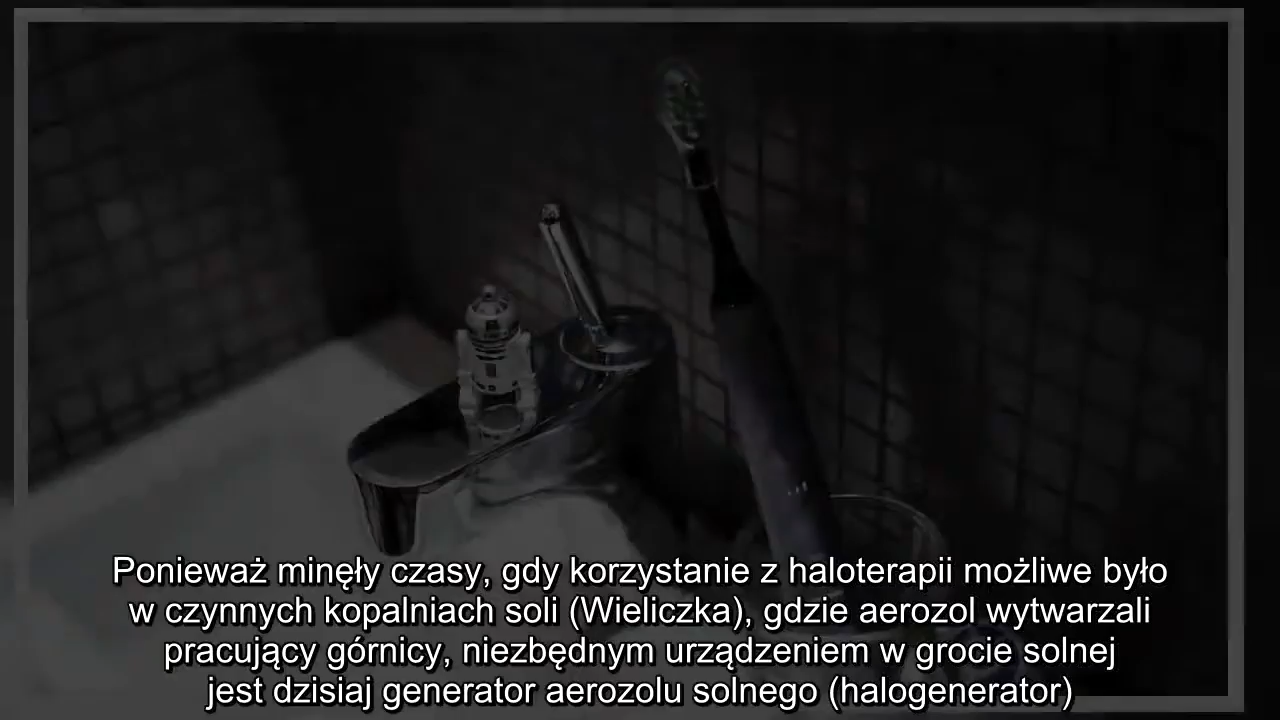 Ponieważ minęły czasy, gdy korzystanie z haloterapii możliwe było
w czynnych kopalniach soli (Wieliczka), gdzie aerozol wytwarzali
pracujący górnicy, niezbędnym urządzeniem w grocie solnej
jest dzisiaj generator aerozolu solnego (halogenerator)